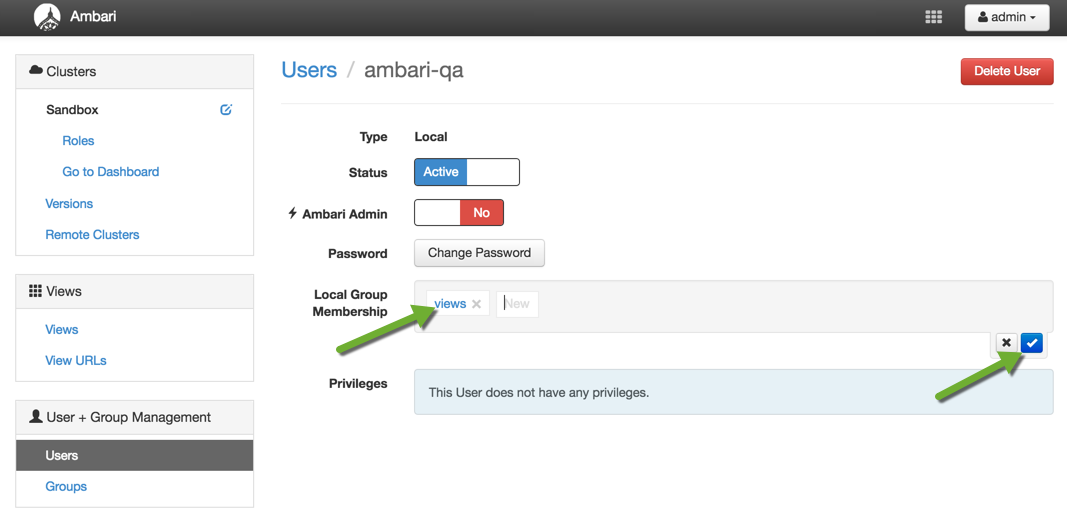 Ambari
admin
Clusters
Sandbox
Roles
Go to Dashboard
Versions
Remote Clusters
Views
Views
View URLs
User + Group Management
Users
Groups
Users / ambari-qa
Delete User
Type Local
Status Active
Ambari Admin No
Password Change Password
Local Group
Membership
views New
Privileges
This User does not have any privileges.